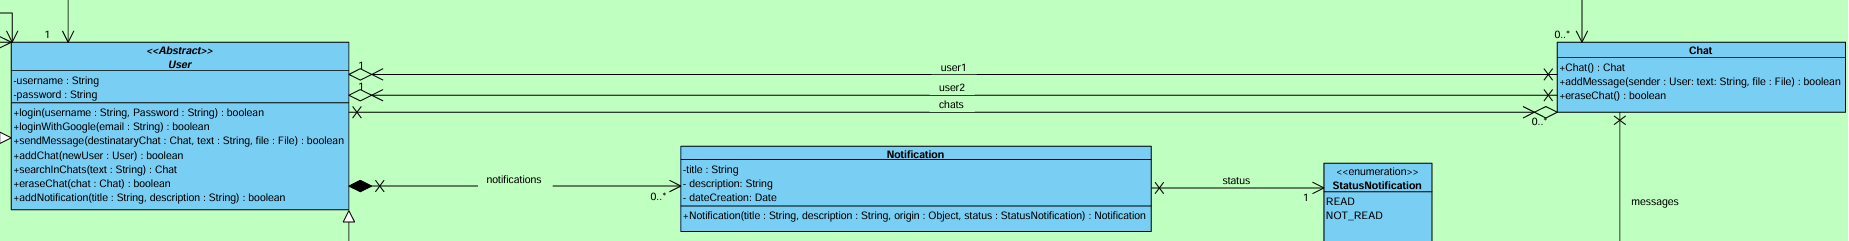 1
<<Abstract>>
User
-username : String
-password : String
+login(username : String, Password : String) : boolean
+loginWithGoogle(email : String) : boolean
+sendMessage(destinataryChat : Chat, text : String, file : File) : boolean
+addChat(newUser : User) : boolean
+searchInChats(text : String) : Chat
+eraseChat(chat : Chat) : boolean
+addNotification(title : String, description : String) : boolean
1
user1
1
user2
chats
0..*
0..*
Chat
+Chat() : Chat
+addMessage(sender : User: text: String, file : File) : boolean
+eraseChat() : boolean
notifications
0..*
Notification
-title : String
- description: String
- dateCreation: Date
+Notification(title : String, description : String, origin : Object, status : StatusNotification) : Notification
status
1
<<enumeration>>
StatusNotification
READ
NOT_READ
messages